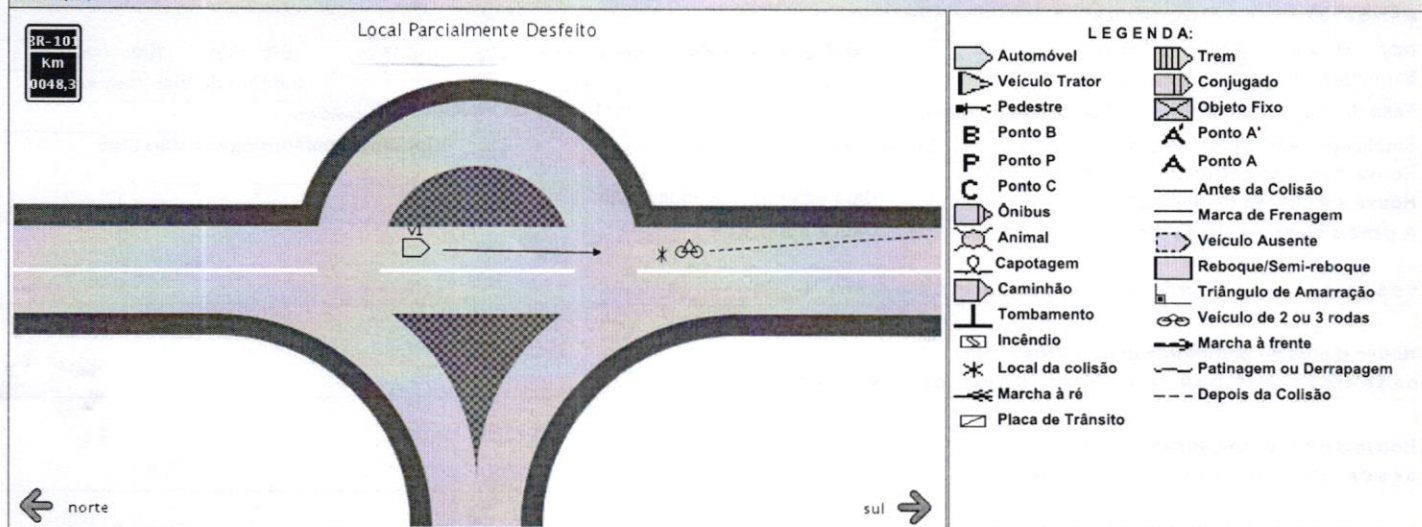 BR-101
Km
0048,3
Local Parcialmente Desfeito
V1
norte
sul
LEGENDA:
Automóvel
Veículo Trator
Pedestre
B Ponto B
P Ponto P
C Ponto C
Ônibus
Animal
Capotagem
Caminhão
Tombamento
Incêndio
Local da colisão
Marcha à ré
Placa de Trânsito
Trem
Conjugado
Objeto Fixo
A' Ponto A'
A Ponto A
Antes da Colisão
Marca de Frenagem
Veículo Ausente
Reboque/Semi-reboque
Triângulo de Amarração
Veículo de 2 ou 3 rodas
Marcha à frente
Patinagem ou Derrapagem
Depois da Colisão